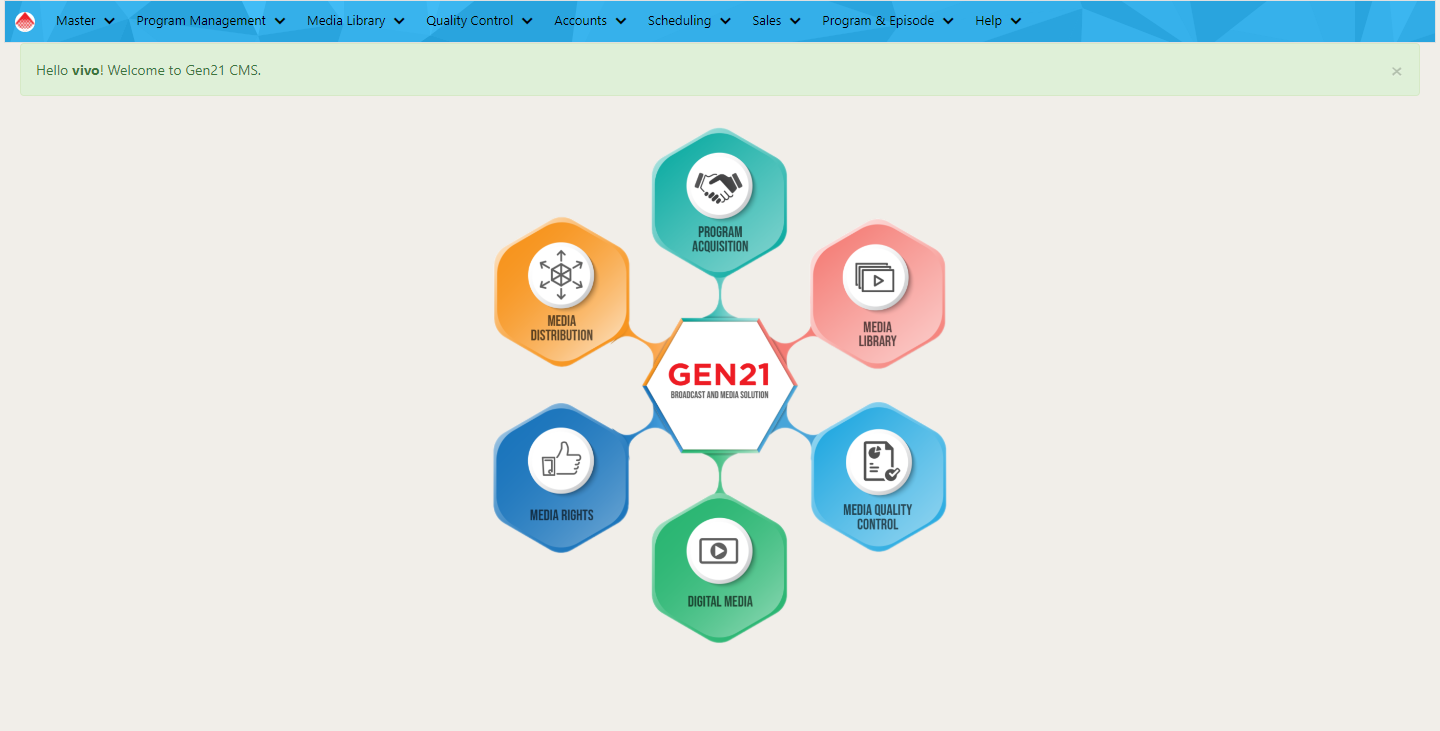 Master Program Management Media Library Quality Control Accounts Scheduling Sales Program & Episode Help
Hello vivo! Welcome to Gen21 CMS.
×
PROGRAM
ACQUISITION
MEDIA
DISTRIBUTION
MEDIA
LIBRARY
GEN21
BROADCAST AND MEDIA SOLUTION
MEDIA RIGHTS
MEDIA QUALITY
CONTROL
DIGITAL MEDIA